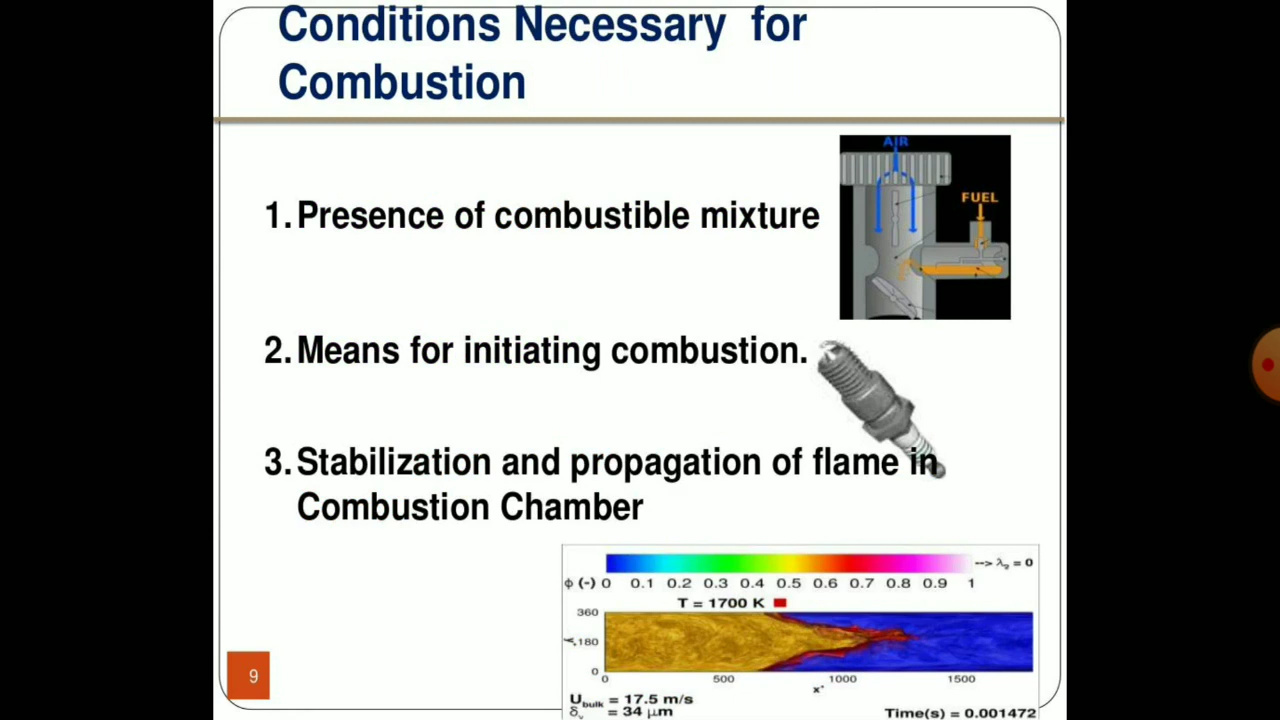 Conditions Necessary for
Combustion
AIR
FUEL
1. Presence of combustible mixture
2. Means for initiating combustion.
3. Stabilization and propagation of flame in
Combustion Chamber
--> λ₂ = 0
ϕ (-) 0 0.1 0.2 0.3 0.4 0.5 0.6 0.7 0.8 0.9 1
T = 1700 K
360
180
0
0 500 1000 1500
x⁺
U bulk = 17.5 m/s
δᵥ = 34 μm
Time(s) = 0.001472
9